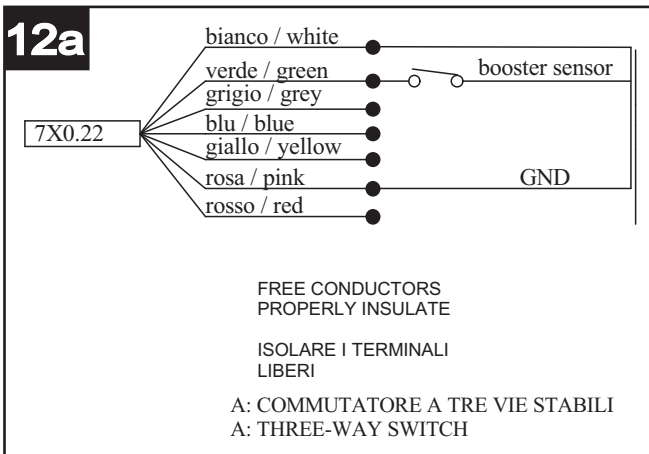 12a
bianco / white
verde / green
booster sensor
grigio / grey
7X0.22
blu / blue
giallo / yellow
rosa / pink
GND
rosso / red
FREE CONDUCTORS
PROPERLY INSULATE
ISOLARE I TERMINALI
LIBERI
A: COMMUTATORE A TRE VIE STABILI
A: THREE-WAY SWITCH